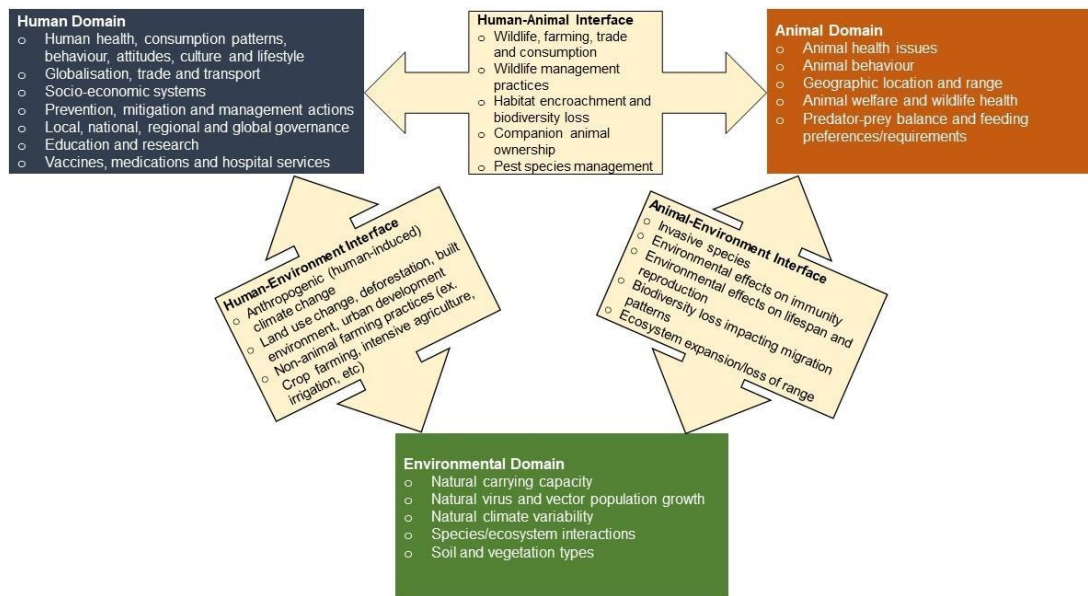 Human Domain
o Human health, consumption patterns,
behaviour, attitudes, culture and lifestyle
o Globalisation, trade and transport
o Socio-economic systems
o Prevention, mitigation and management actions
o Local, national, regional and global governance
o Education and research
o Vaccines, medications and hospital services
Human-Animal Interface
o Wildlife, farming, trade
and consumption
o Wildlife management
practices
o Habitat encroachment and
biodiversity loss
o Companion animal
ownership
o Pest species management
Animal Domain
o Animal health issues
o Animal behaviour
o Geographic location and range
o Animal welfare and wildlife health
o Predator-prey balance and feeding
preferences/requirements
Human-Environment Interface
o Anthropogenic (human-induced)
climate change
o Land use change, deforestation, built
environment, urban development
o Non-animal farming practices (ex.
Crop farming, intensive agriculture,
irrigation, etc)
Animal-Environment Interface
o Invasive species
o Environmental effects on immunity
o Environmental effects on lifespan and
reproduction
o Biodiversity loss impacting migration
patterns
o Ecosystem expansion/loss of range
Environmental Domain
o Natural carrying capacity
o Natural virus and vector population growth
o Natural climate variability
o Species/ecosystem interactions
o Soil and vegetation types